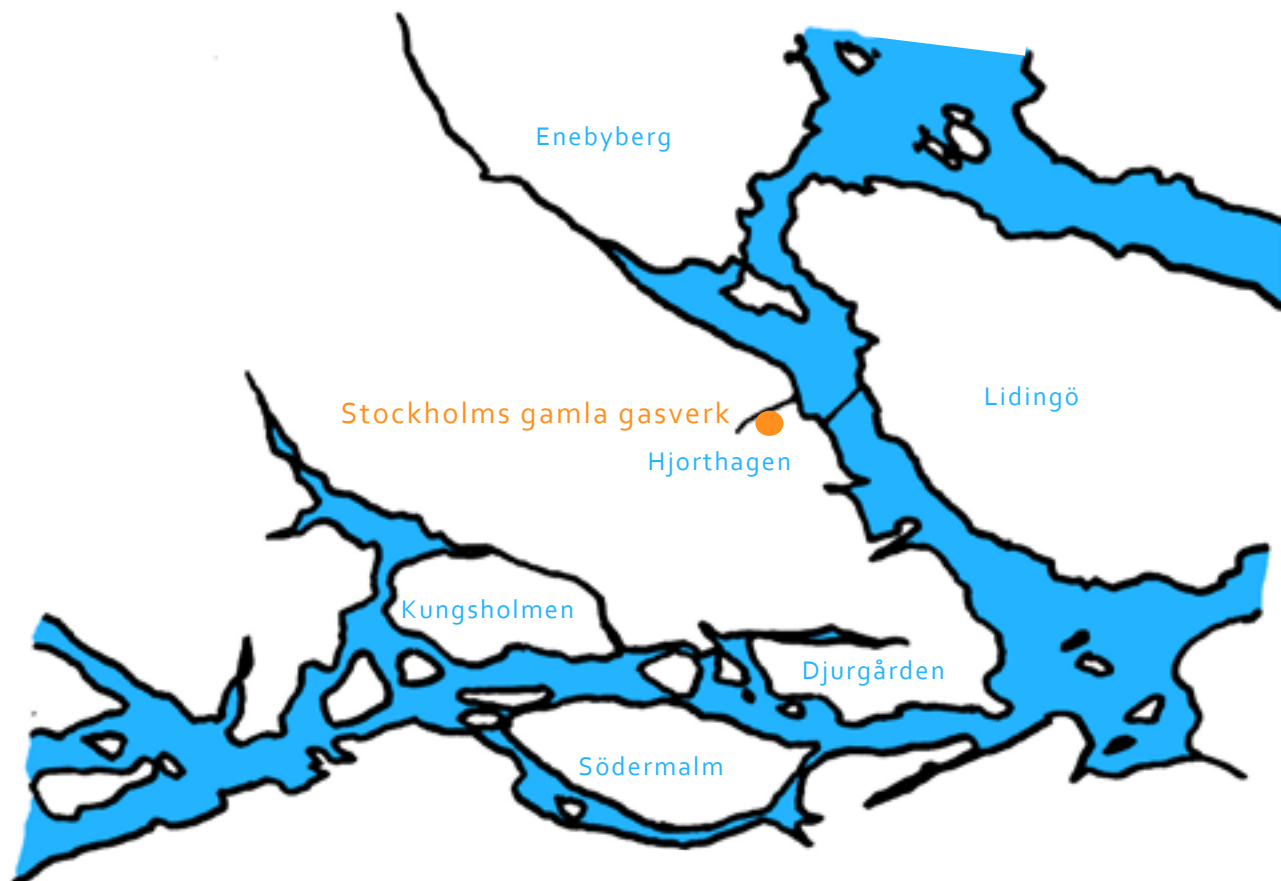 Enebyberg
Lidingö
Stockholms gamla gasverk
Hjorthagen
Kungsholmen
Djurgården
Södermalm